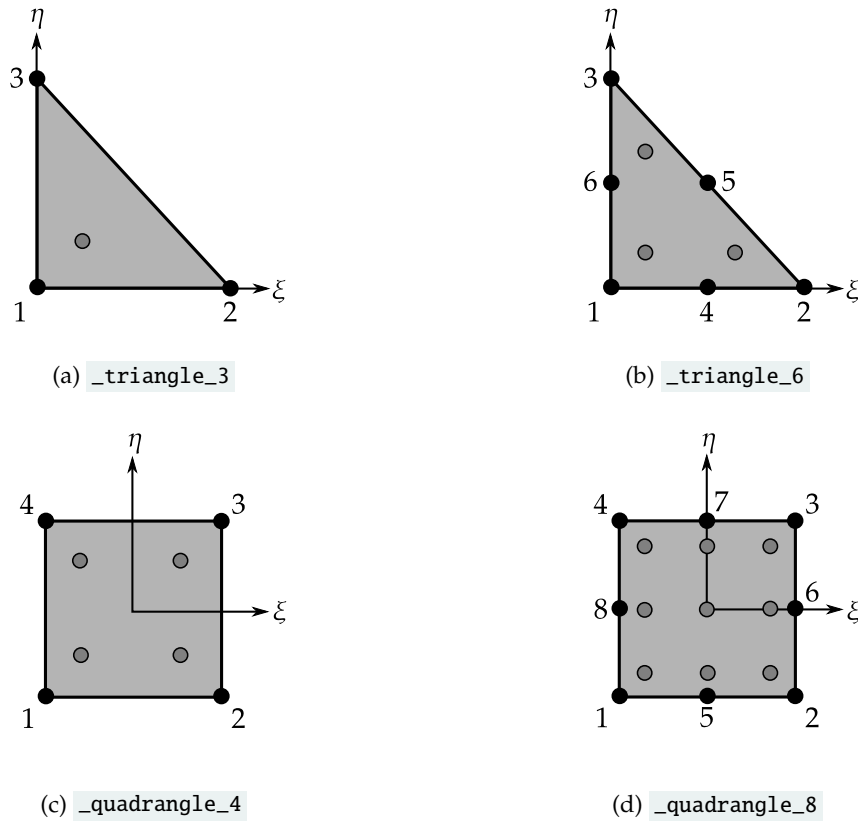 η
3
1
2
ξ
(a) _triangle_3
η
3
6
5
1
4
2
ξ
(b) _triangle_6
η
4
3
ξ
1
2
(c) _quadrangle_4
η
4
7
3
8
6
ξ
1
5
2
(d) _quadrangle_8